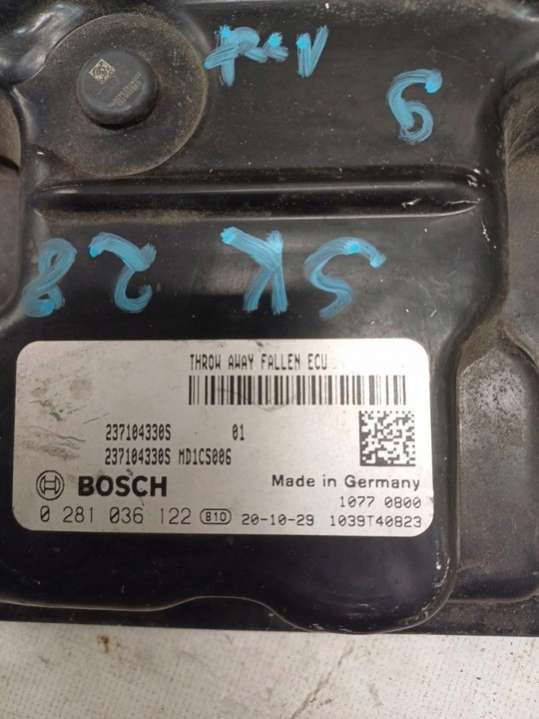 THROW AWAY FALLEN ECU
237104330S 01
237104330S MD1CS006
BOSCH
Made in Germany
1077 0800
0 281 036 122 B1D 20-10-29 1039T40823
SK 28